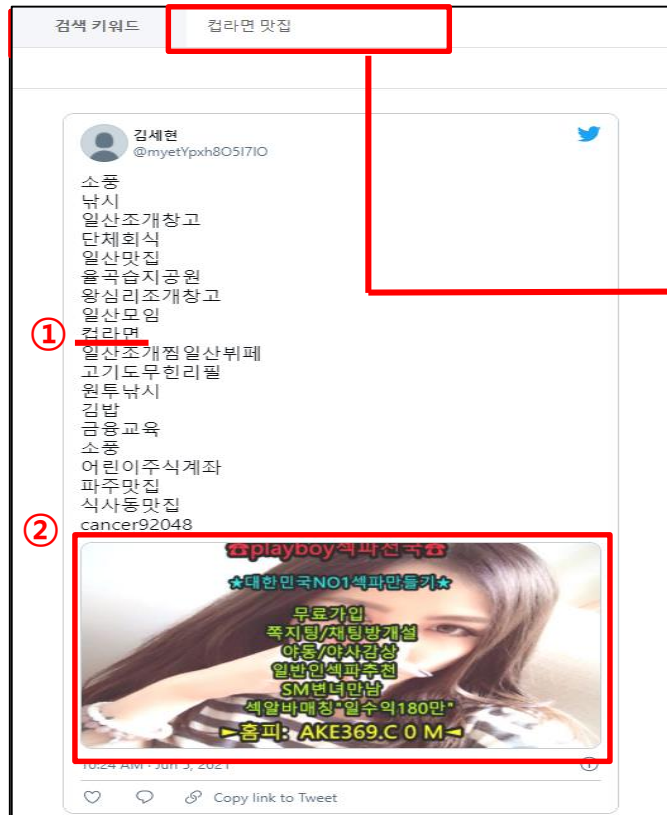 검색 키워드 컵라면 맛집
김세현
@myetYpxh8O5I7IO
소풍
낚시
일산조개창고
단체회식
일산맛집
율곡습지공원
왕심리조개창고
일산모임
① 컵라면
일산조개찜일산뷔페
고기도무힌리필
원투낚시
김밥
금융교육
소풍
어린이주식계좌
파주맛집
식사동맛집
② cancer92048
☎playboy섹파전국☎
★대한민국NO1섹파만들기★
무료가입
쪽지팅/채팅방개설
야동/야사감상
일반인섹파추천
SM변녀만남
섹알바매칭"일수익180만"
►홈피: AKE369.C 0 M◄
10:24 AM · Jun 5, 2021
Copy link to Tweet